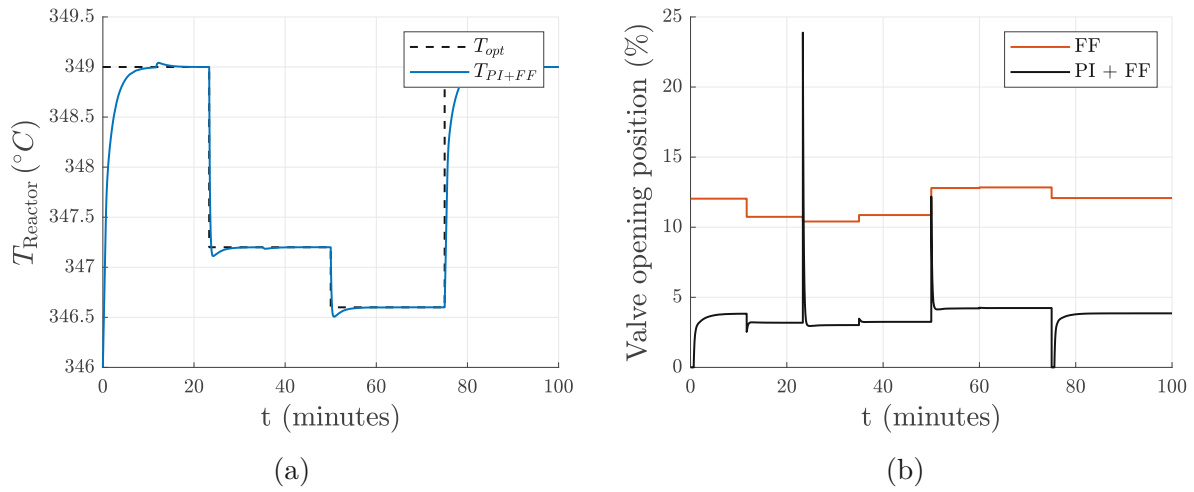 349.5
349
348.5
348
347.5
347
346.5
346
0
20
40
60
80
100
T_Reactor (°C)
t (minutes)
T_opt
T_PI+FF
(a)
25
20
15
10
5
0
0
20
40
60
80
100
Valve opening position (%)
t (minutes)
FF
PI + FF
(b)